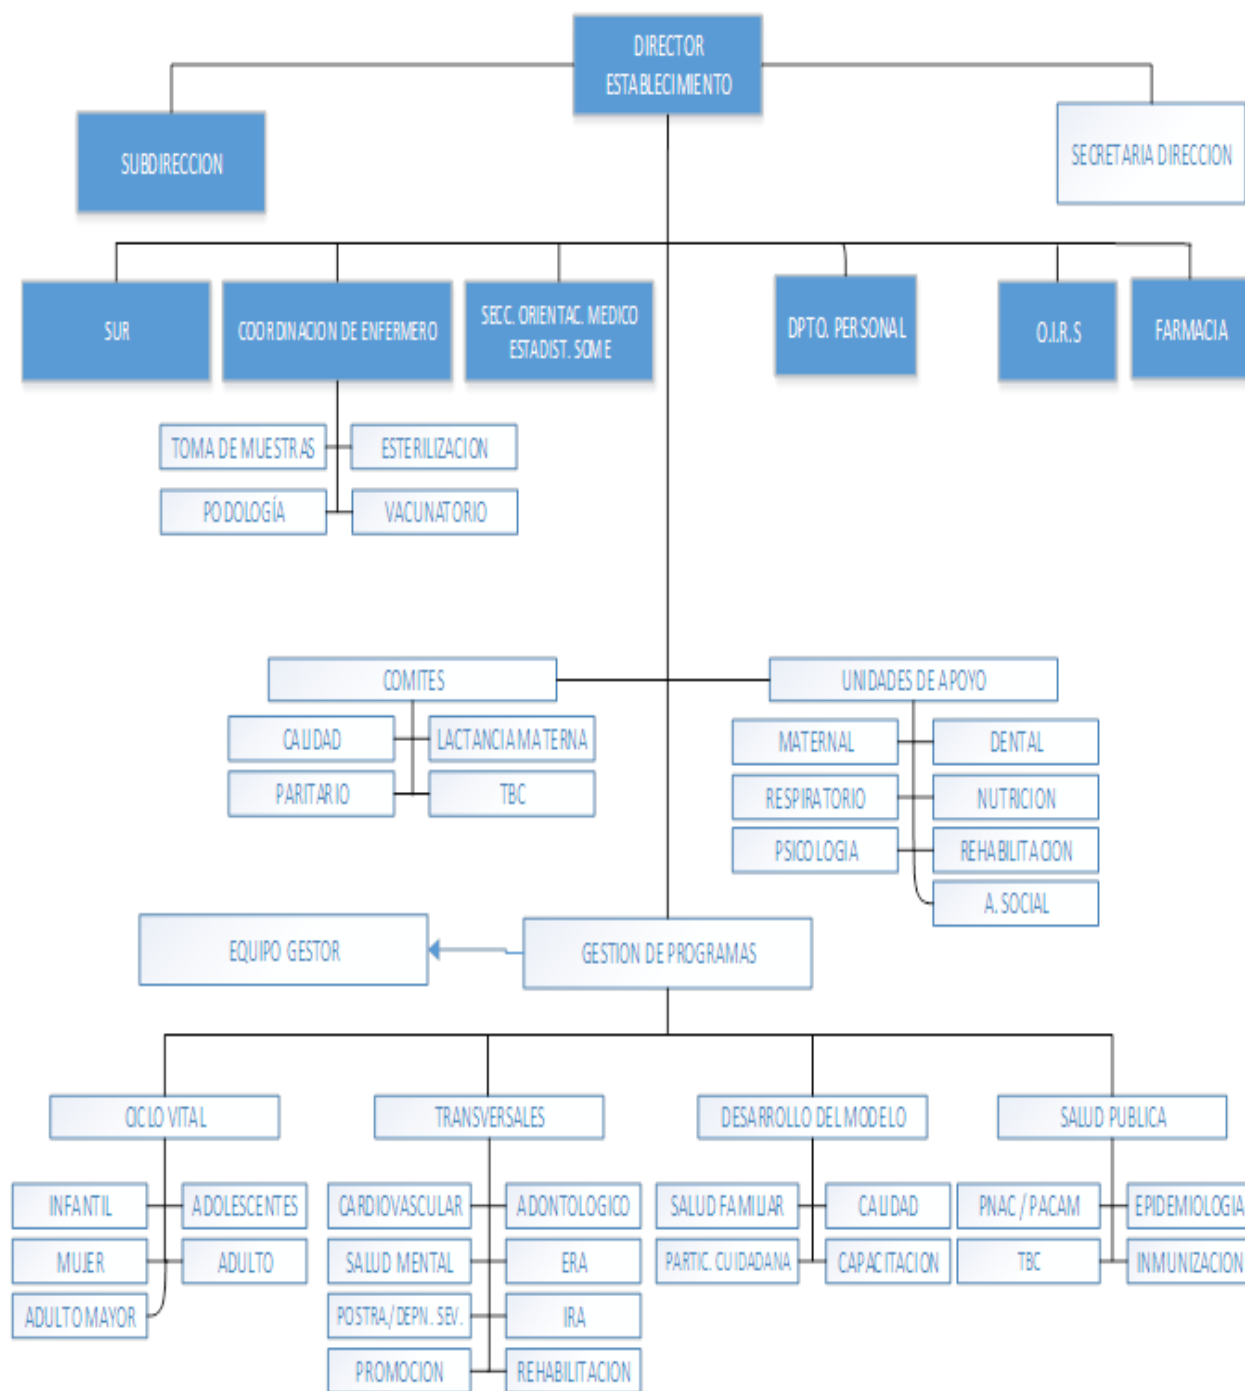 DIRECTOR
ESTABLECIMIENTO
SUBDIRECCION
SECRETARIA DIRECCION
SUR
COORDINACION DE ENFERMERO
SECC. ORIENTAC. MEDICO
ESTADIST. SOME
DPTO. PERSONAL
O.I.R.S
FARMACIA
TOMA DE MUESTRAS
ESTERILIZACION
PODOLOGÍA
VACUNATORIO
COMITES
UNIDADES DE APOYO
CALIDAD
LACTANCIA MATERNA
PARITARIO
TBC
MATERNAL
DENTAL
RESPIRATORIO
NUTRICION
PSICOLOGIA
REHABILITACION
A. SOCIAL
EQUIPO GESTOR
GESTION DE PROGRAMAS
CICLO VITAL
TRANSVERSALES
DESARROLLO DEL MODELO
SALUD PUBLICA
INFANTIL
ADOLESCENTES
MUJER
ADULTO
ADULTO MAYOR
CARDIOVASCULAR
ADONTOLOGICO
SALUD MENTAL
ERA
POSTRA./DEPN. SEV.
IRA
PROMOCION
REHABILITACION
SALUD FAMILIAR
CALIDAD
PARTIC. CUIDADANA
CAPACITACION
PNAC / PACAM
EPIDEMIOLOGIA
TBC
INMUNIZACION